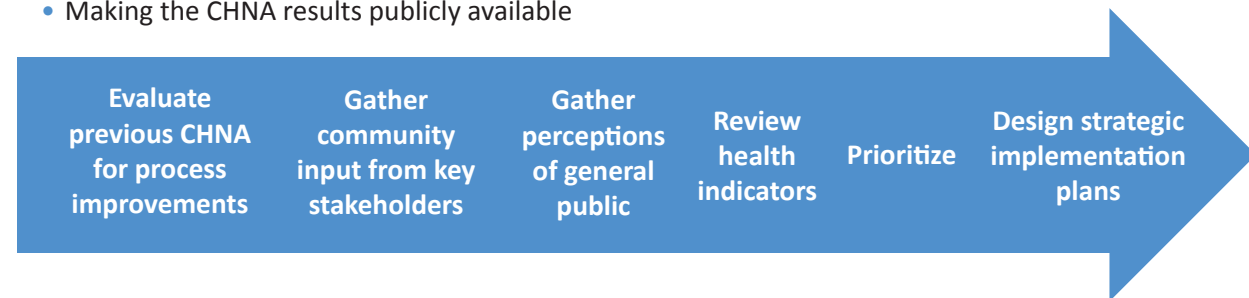 • Making the CHNA results publicly available
Evaluate
previous CHNA
for process
improvements
Gather
community
input from key
stakeholders
Gather
perceptions
of general
public
Review
health
indicators
Prioritize
Design strategic
implementation
plans